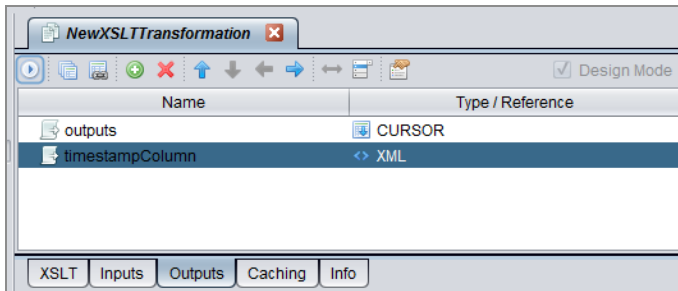 NewXSLTTransformation
Design Mode
Name Type / Reference
outputs CURSOR
timestampColumn <> XML
XSLT Inputs Outputs Caching Info